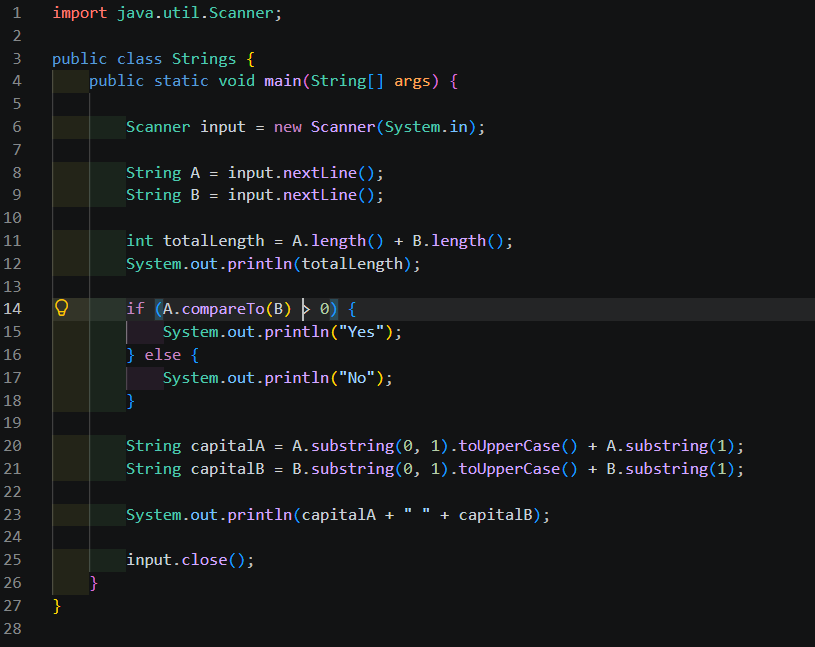 1 import java.util.Scanner;
2
3 public class Strings {
4     public static void main(String[] args) {
5
6         Scanner input = new Scanner(System.in);
7
8         String A = input.nextLine();
9         String B = input.nextLine();
10
11         int totalLength = A.length() + B.length();
12         System.out.println(totalLength);
13
14         if (A.compareTo(B) > 0) {
15             System.out.println("Yes");
16         } else {
17             System.out.println("No");
18         }
19
20         String capitalA = A.substring(0, 1).toUpperCase() + A.substring(1);
21         String capitalB = B.substring(0, 1).toUpperCase() + B.substring(1);
22
23         System.out.println(capitalA + " " + capitalB);
24
25         input.close();
26     }
27 }
28